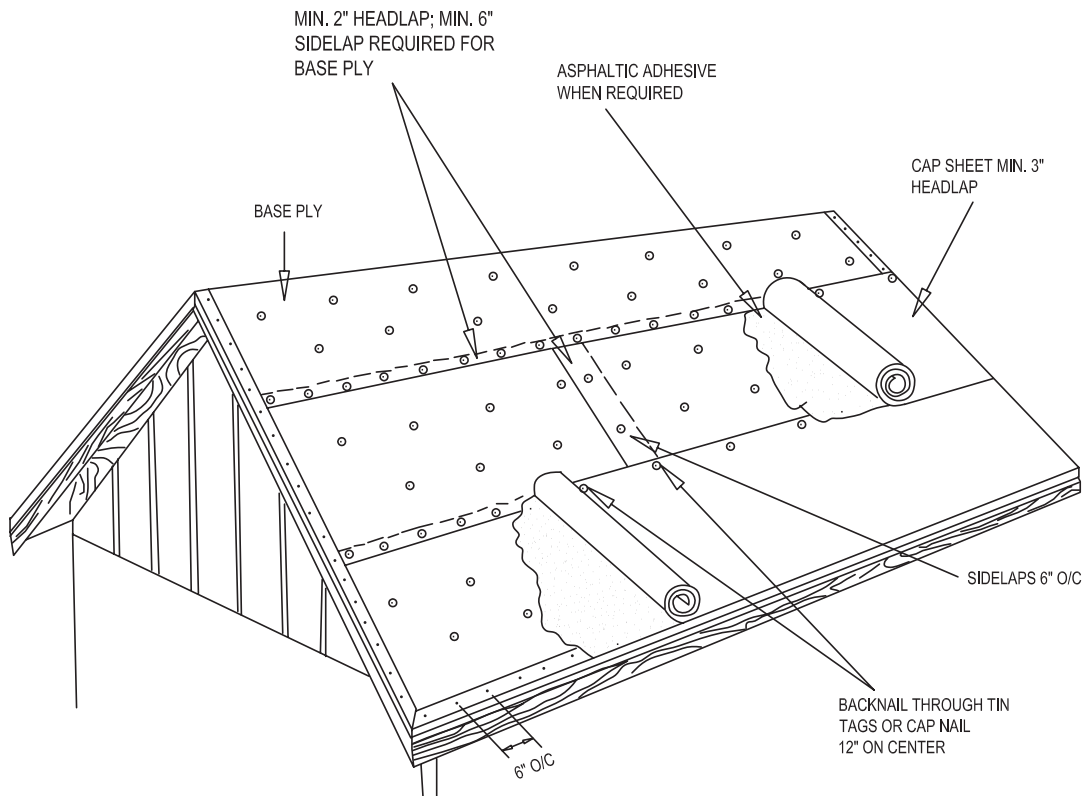 MIN. 2" HEADLAP; MIN. 6"
SIDELAP REQUIRED FOR
BASE PLY
ASPHALTIC ADHESIVE
WHEN REQUIRED
CAP SHEET MIN. 3"
HEADLAP
BASE PLY
SIDELAPS 6" O/C
BACKNAIL THROUGH TIN
TAGS OR CAP NAIL
12" ON CENTER
6" O/C